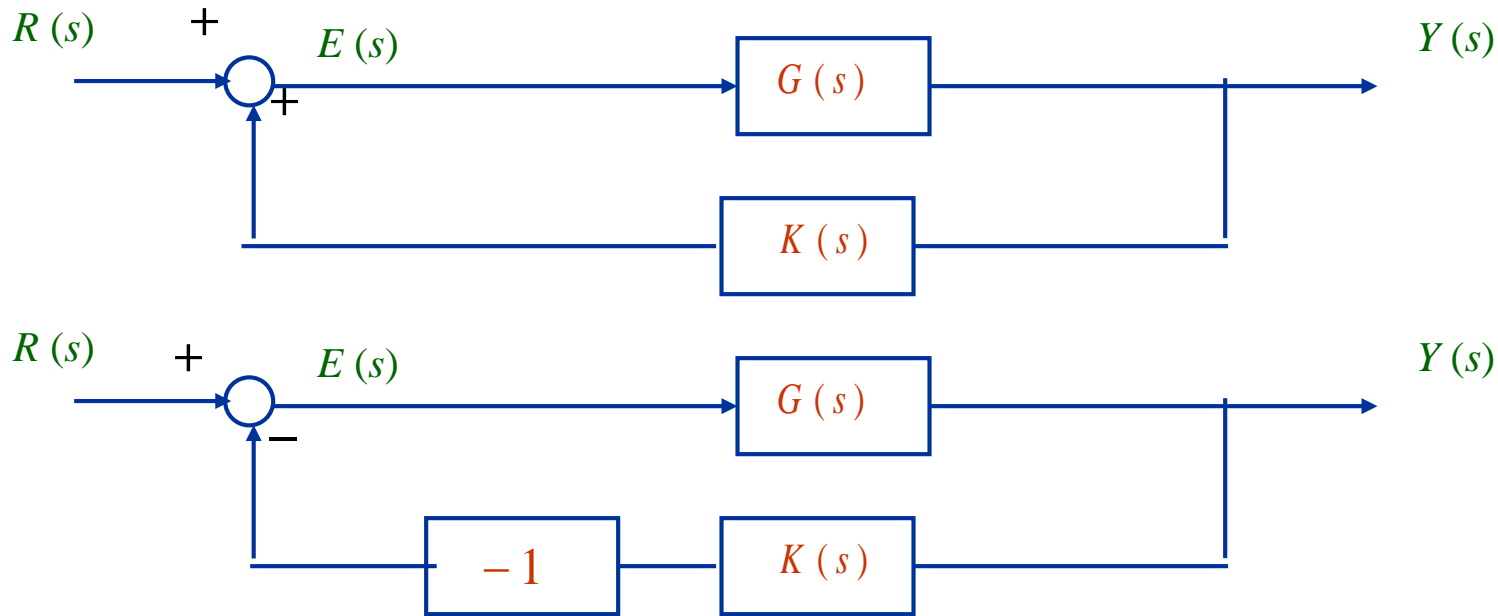 R (s) + E (s) G (s) Y (s)
+
K (s)
R (s) + E (s) G (s) Y (s)
−
− 1 K (s)